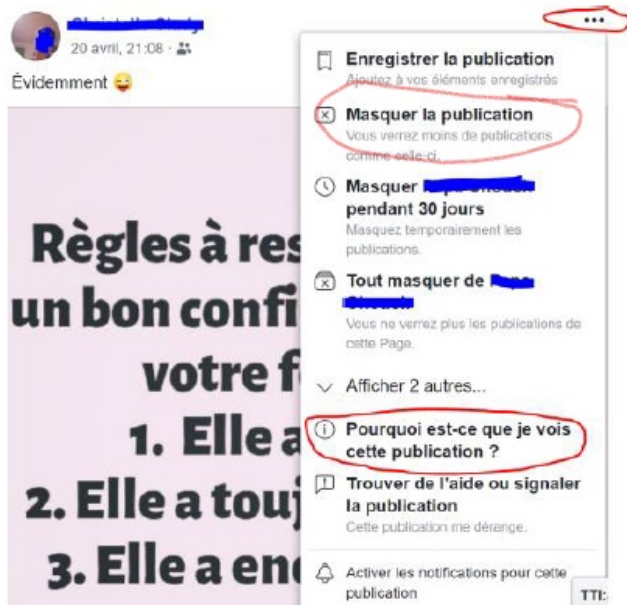 20 avril, 21:08
Évidemment
Règles à res
un bon confi
votre f
1. Elle a
2. Elle a touj
3. Elle a en
Enregistrer la publication
Ajoutez à vos éléments enregistrés
Masquer la publication
Vous verrez moins de publications
comme celle-ci.
Masquer
pendant 30 jours
Masquez temporairement les
publications.
Tout masquer de
Vous ne verrez plus les publications de
cette Page.
Afficher 2 autres...
Pourquoi est-ce que je vois
cette publication ?
Trouver de l'aide ou signaler
la publication
Cette publication me dérange.
Activer les notifications pour cette
publication
TTI: